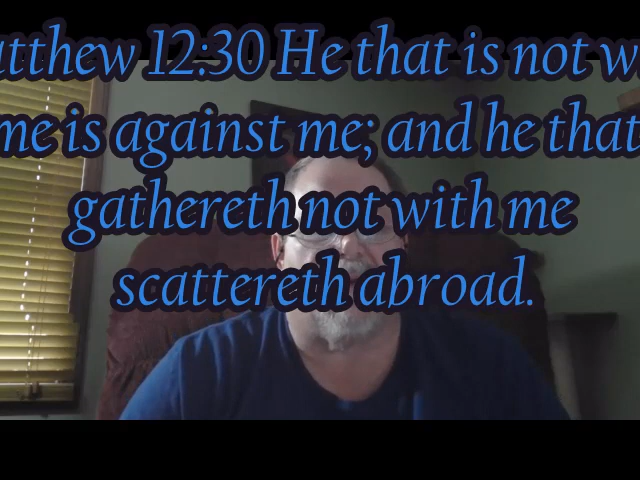 atthew 12:30 He that is not w
me is against me; and he that
gathereth not with me
scattereth abroad.